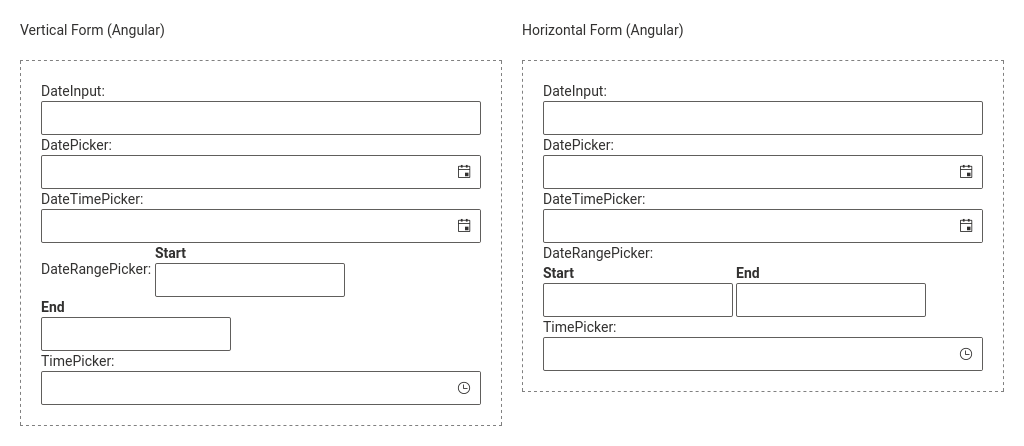 Vertical Form (Angular)
DateInput:
DatePicker:
DateTimePicker:
Start
DateRangePicker:
End
TimePicker:
Horizontal Form (Angular)
DateInput:
DatePicker:
DateTimePicker:
DateRangePicker:
Start End
TimePicker: